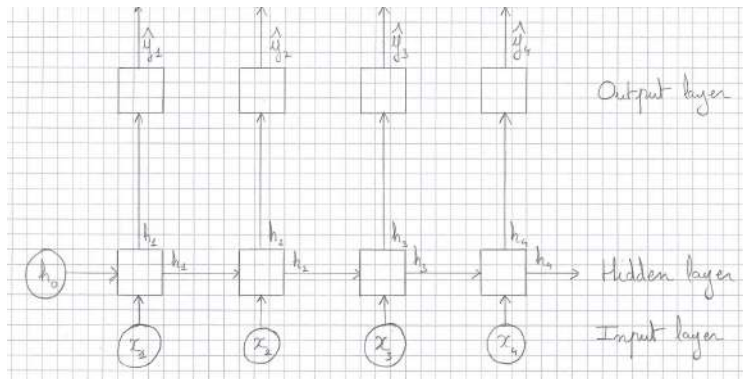 ŷ₁ ŷ₂ ŷ₃ ŷ₄
Output layer
h₁ h₂ h₃ h₄
h₀ h₁ h₂ h₃ h₄ Hidden layer
x₁ x₂ x₃ x₄ Input layer